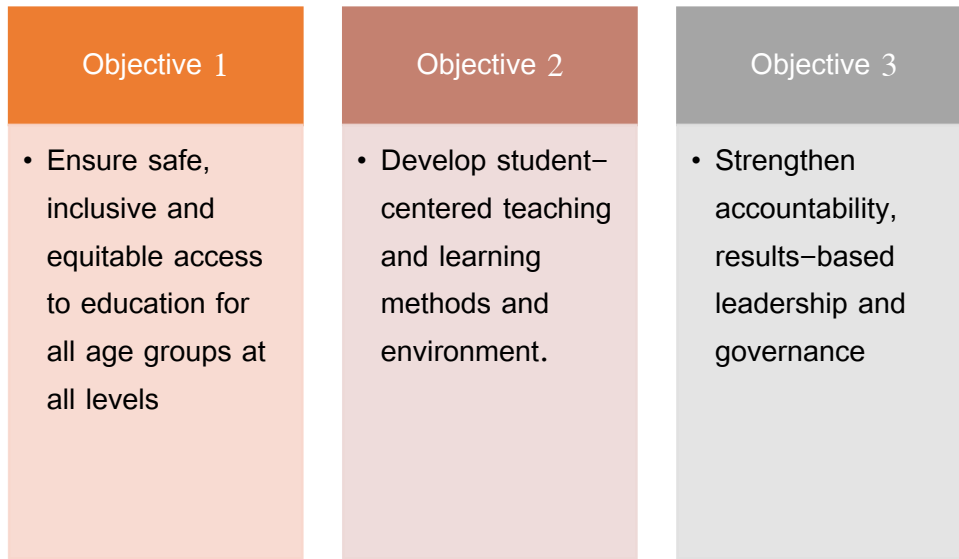 Objective 1
• Ensure safe,
inclusive and
equitable access
to education for
all age groups at
all levels
Objective 2
• Develop student-
centered teaching
and learning
methods and
environment.
Objective 3
• Strengthen
accountability,
results-based
leadership and
governance